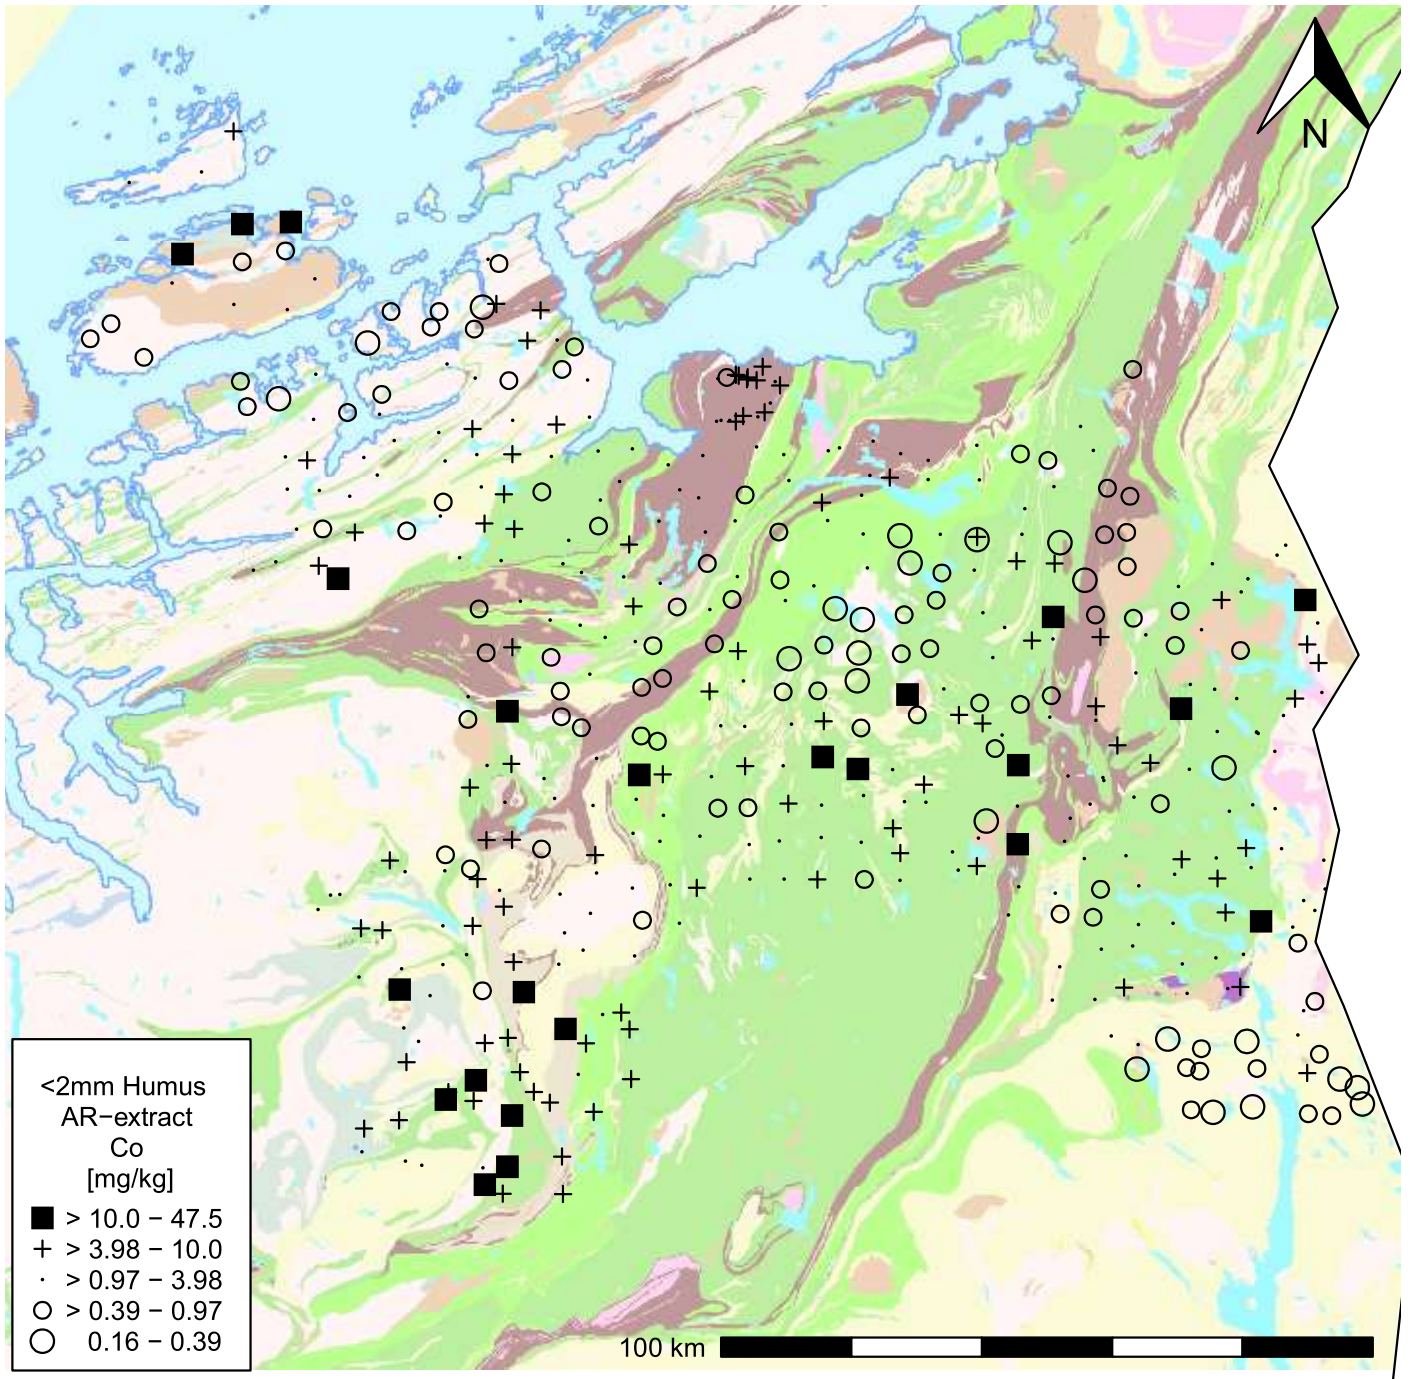 N
<2mm Humus
AR−extract
Co
[mg/kg]
> 10.0 − 47.5
> 3.98 − 10.0
> 0.97 − 3.98
> 0.39 − 0.97
0.16 − 0.39
100 km